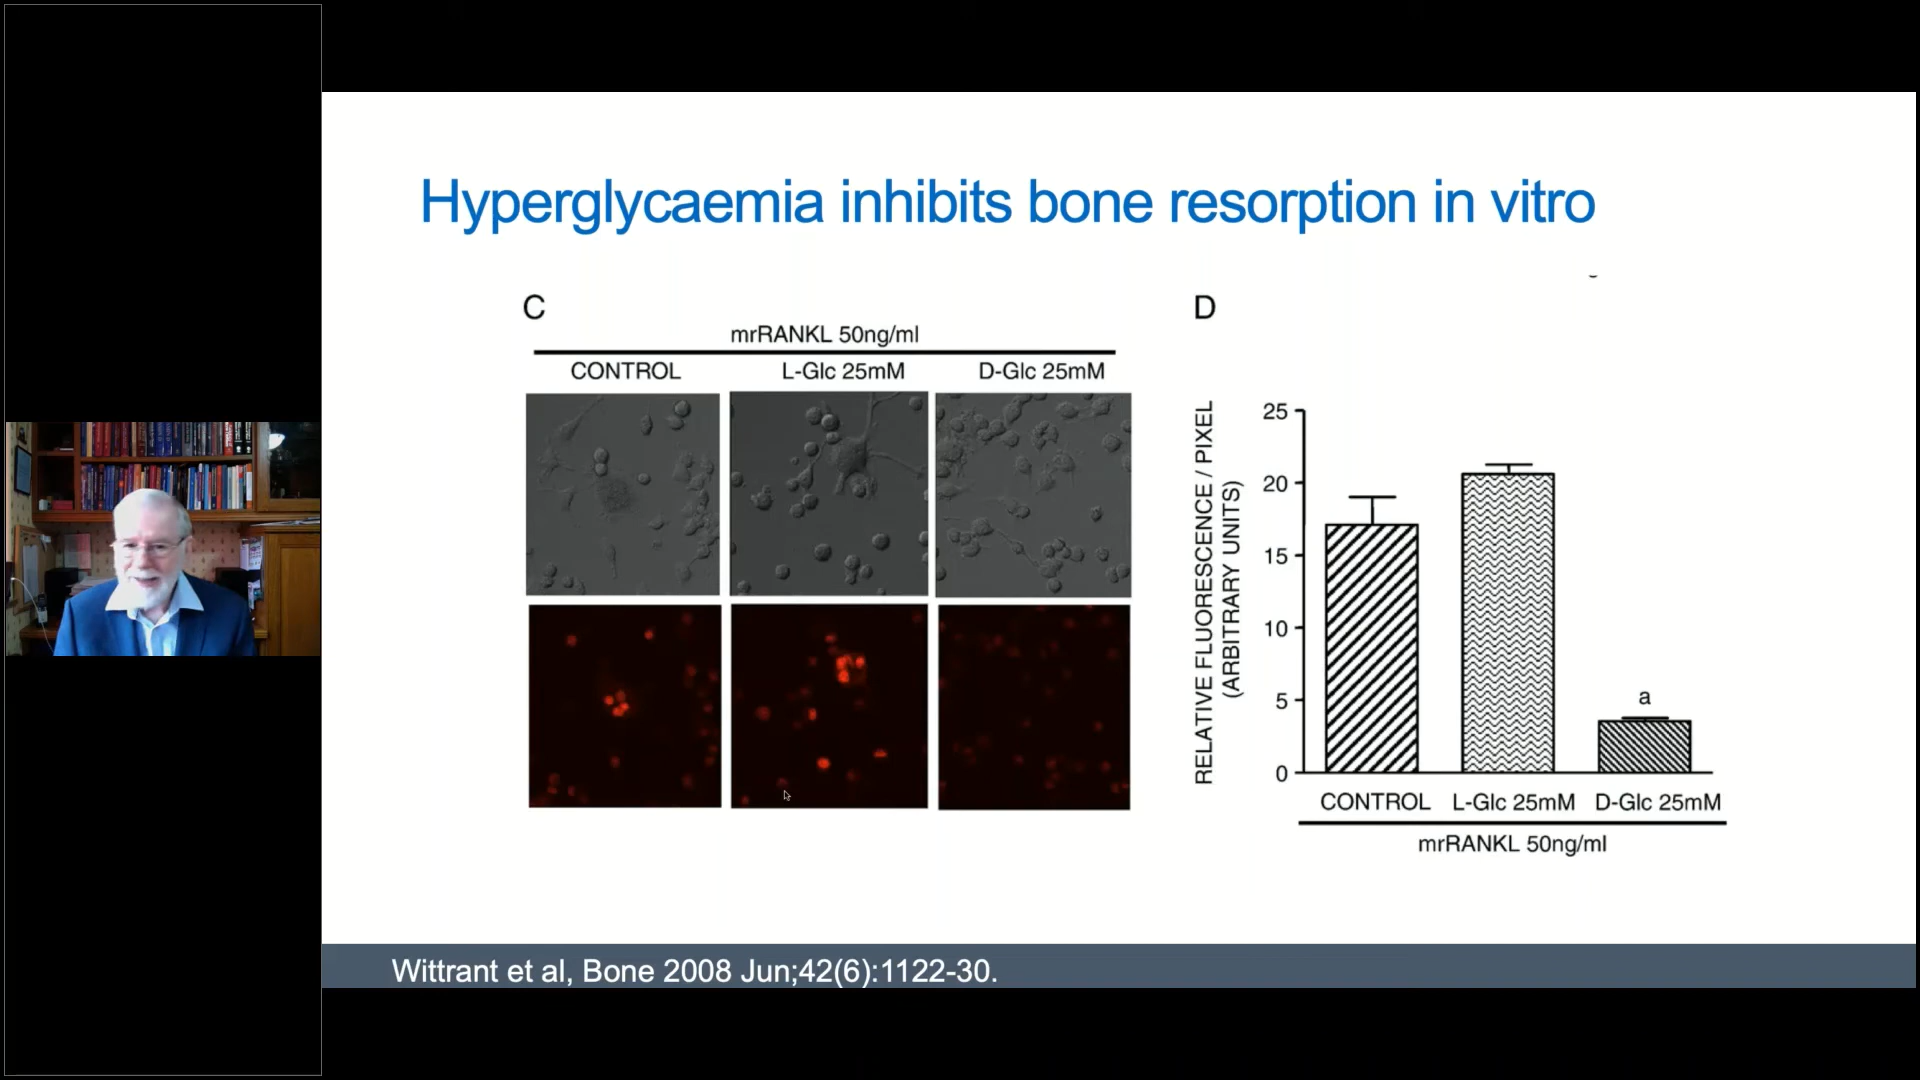 Hyperglycaemia inhibits bone resorption in vitro
C
mrRANKL 50ng/ml
CONTROL L-Glc 25mM D-Glc 25mM
D
RELATIVE FLUORESCENCE / PIXEL
(ARBITRARY UNITS)
25
20
15
10
5
0
a
CONTROL L-Glc 25mM D-Glc 25mM
mrRANKL 50ng/ml
Wittrant et al, Bone 2008 Jun;42(6):1122-30.